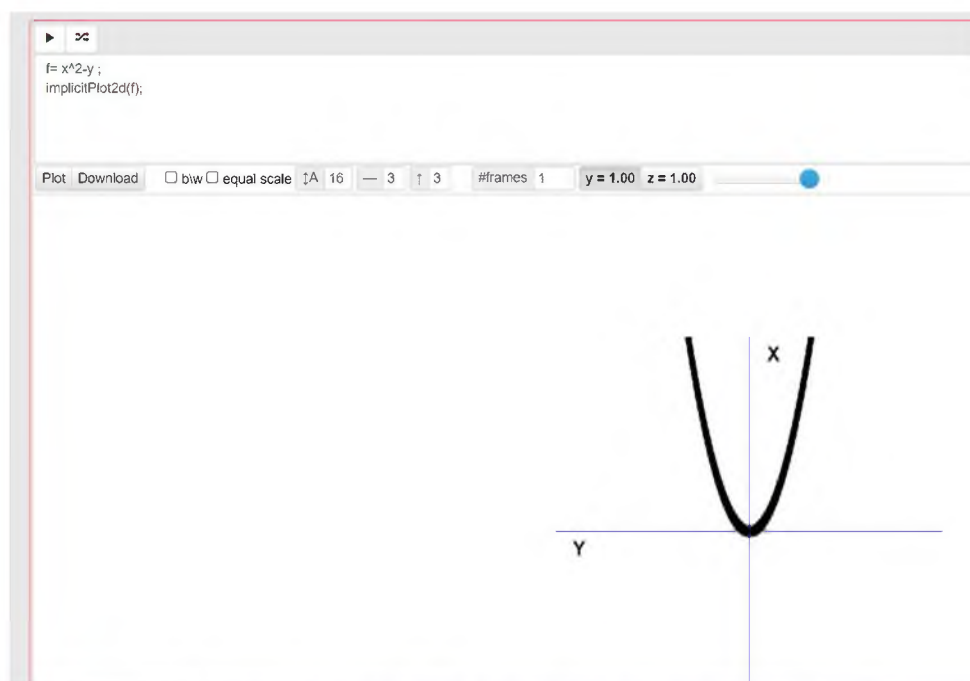 f= x^2-y ;
implicitPlot2d(f);
Plot Download b\w equal scale ↕A 16 — 3 ↑ 3 #frames 1 y = 1.00 z = 1.00
X
Y